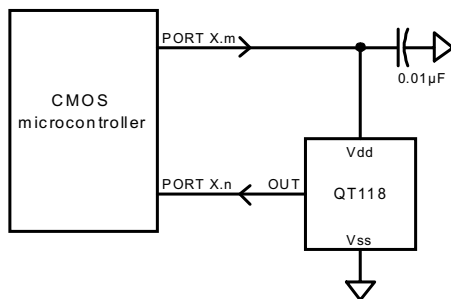 PORT X.m
0.01µF
CMOS
microcontroller
Vdd
PORT X.n
OUT
QT118
Vss